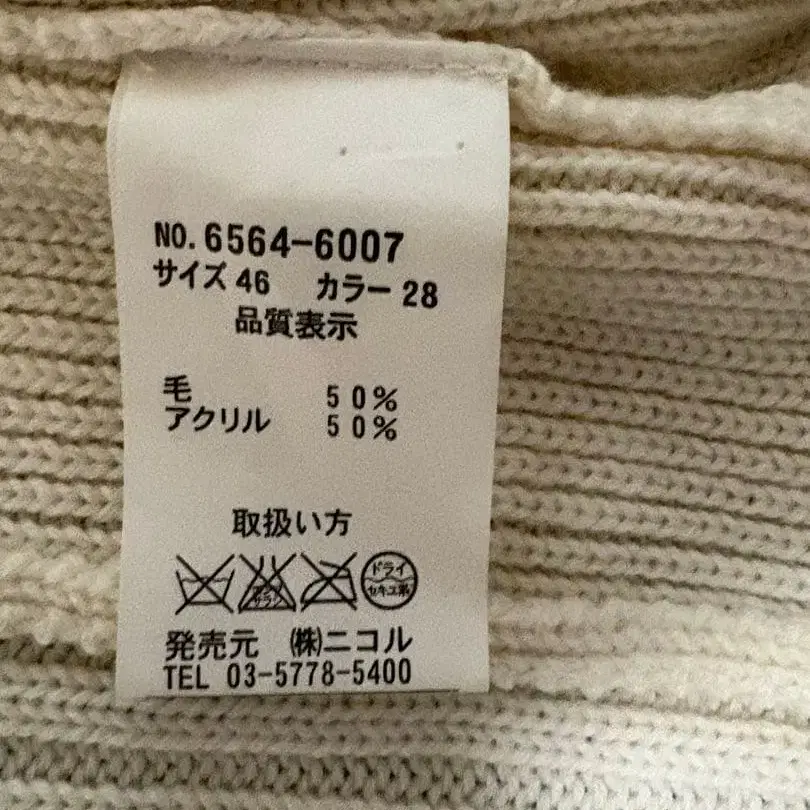 NO. 6564-6007
サイズ 46 カラー 28
品質表示
毛 50%
アクリル 50%
取扱い方
ドライ
セキユ系
発売元 ㈱ニコル
TEL 03-5778-5400